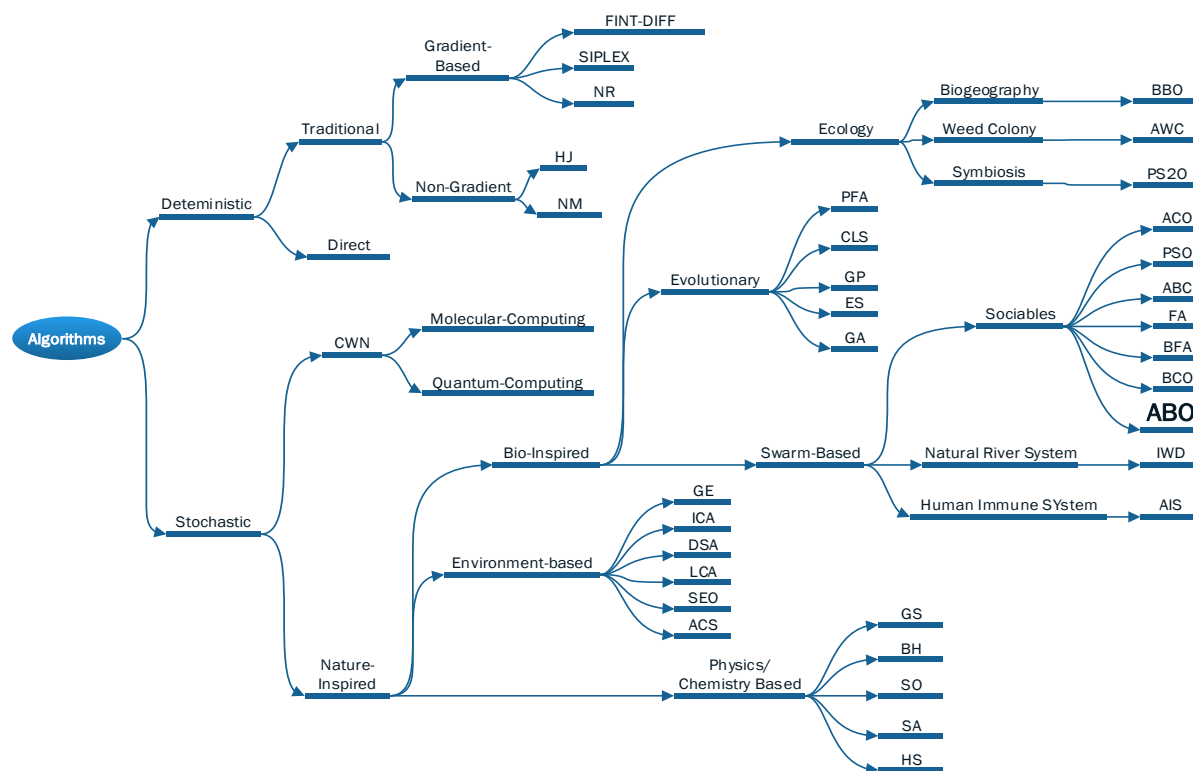 FINT-DIFF
Gradient-
Based
SIPLEX
NR
Traditional
HJ
Non-Gradient
NM
Deteministic
Direct
Algorithms
Molecular-Computing
CWN
Quantum-Computing
Stochastic
Nature-
Inspired
Bio-Inspired
Ecology
Biogeography
BBO
Weed Colony
AWC
Symbiosis
PS2O
Evolutionary
PFA
CLS
GP
ES
GA
Swarm-Based
Sociables
ACO
PSO
ABC
FA
BFA
BCO
ABO
Natural River System
IWD
Human Immune SYstem
AIS
Environment-based
GE
ICA
DSA
LCA
SEO
ACS
Physics/
Chemistry Based
GS
BH
SO
SA
HS